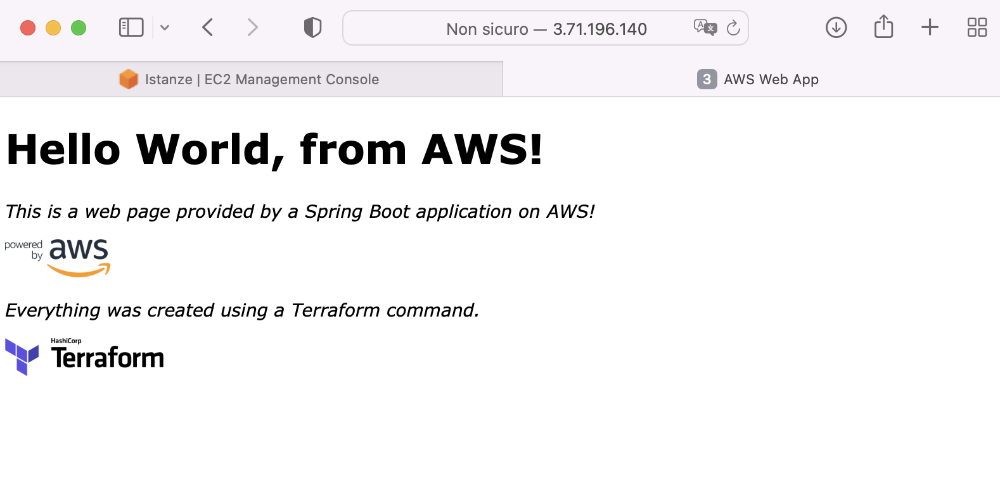 Non sicuro — 3.71.196.140
Istanze | EC2 Management Console
3 AWS Web App
Hello World, from AWS!
This is a web page provided by a Spring Boot application on AWS!
powered
by aws
Everything was created using a Terraform command.
HashiCorp
Terraform